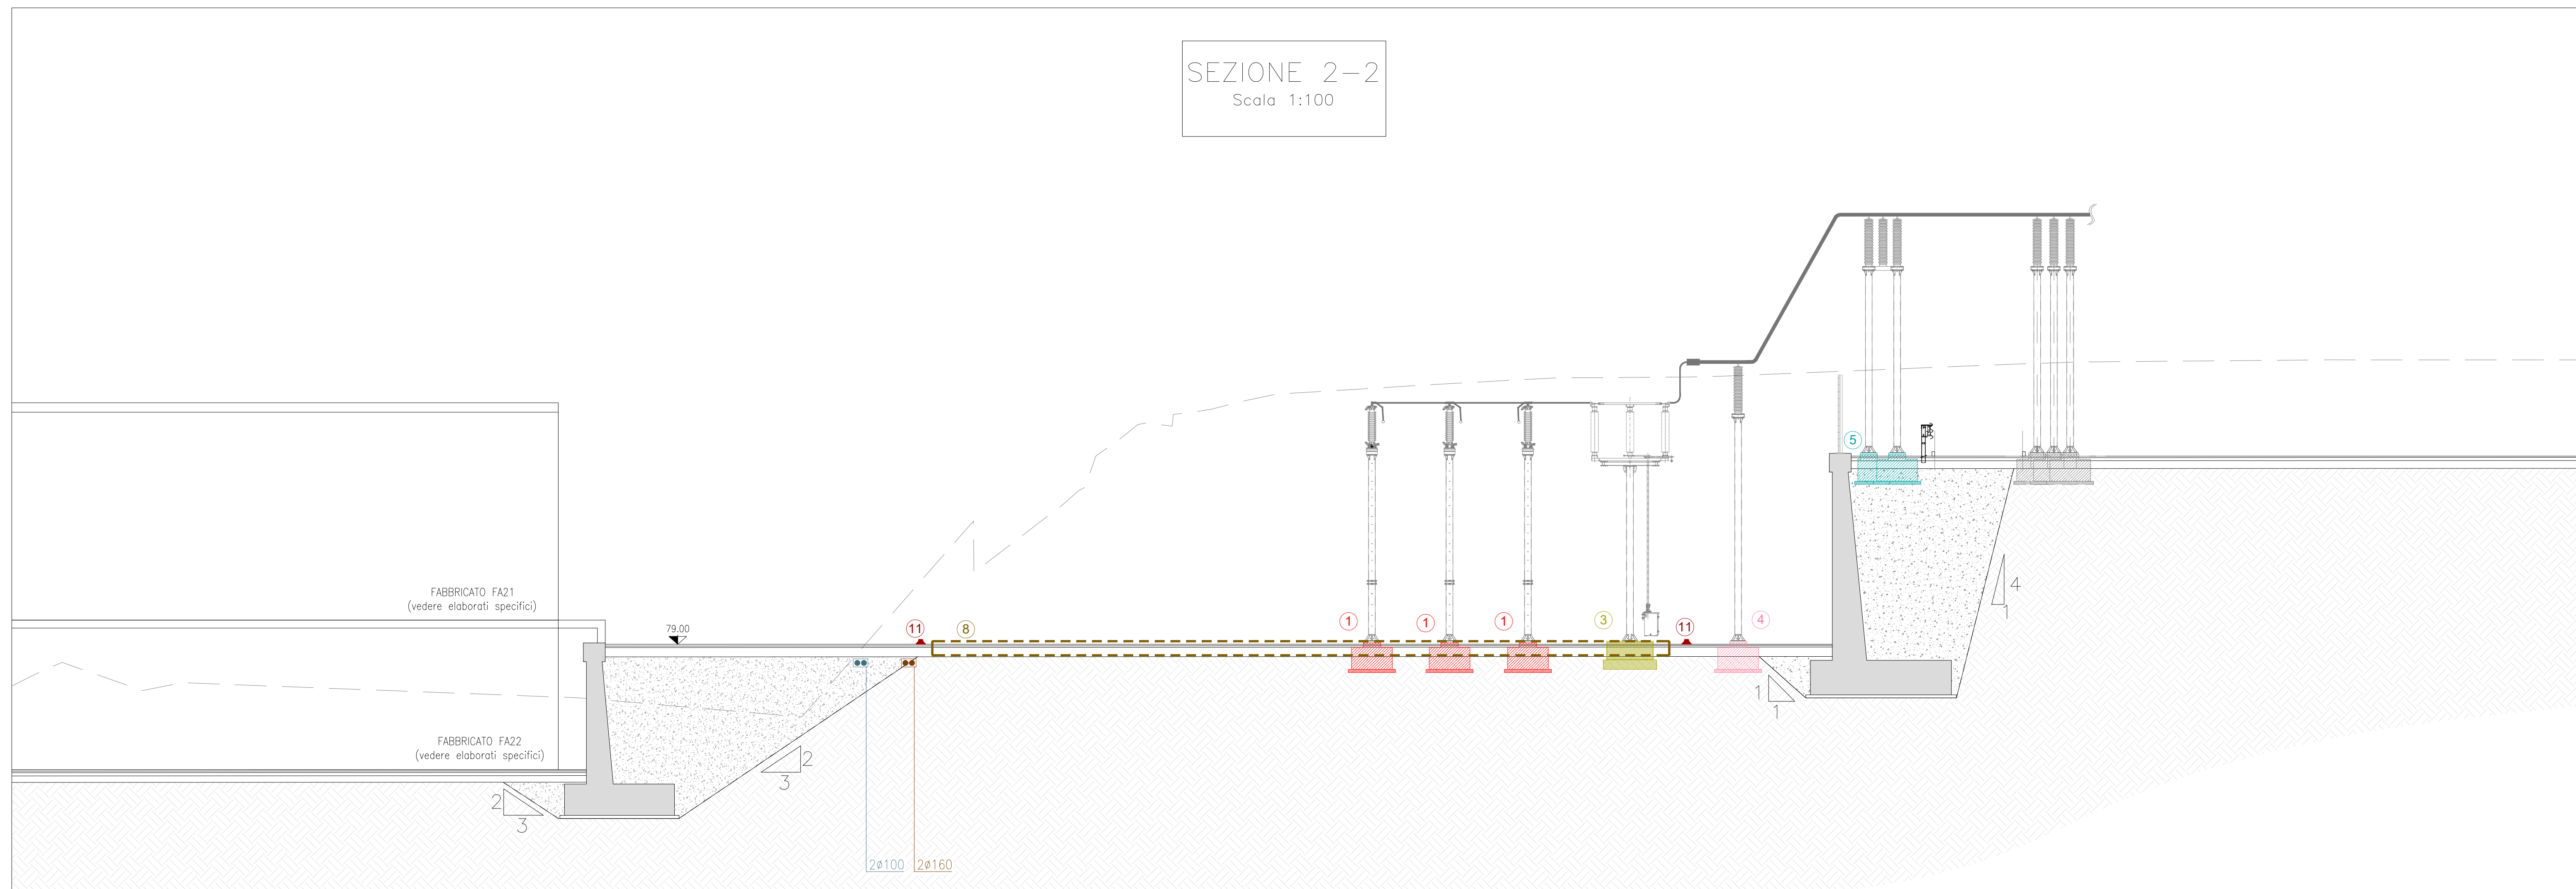 SEZIONE 2-2
Scala 1:100
5
4
1
FABBRICATO FA21
(vedere elaborati specifici)
79.00
11
8
1
1
1
3
11
4
1
1
FABBRICATO FA22
(vedere elaborati specifici)
2
3
2
3
2ø100
2ø160